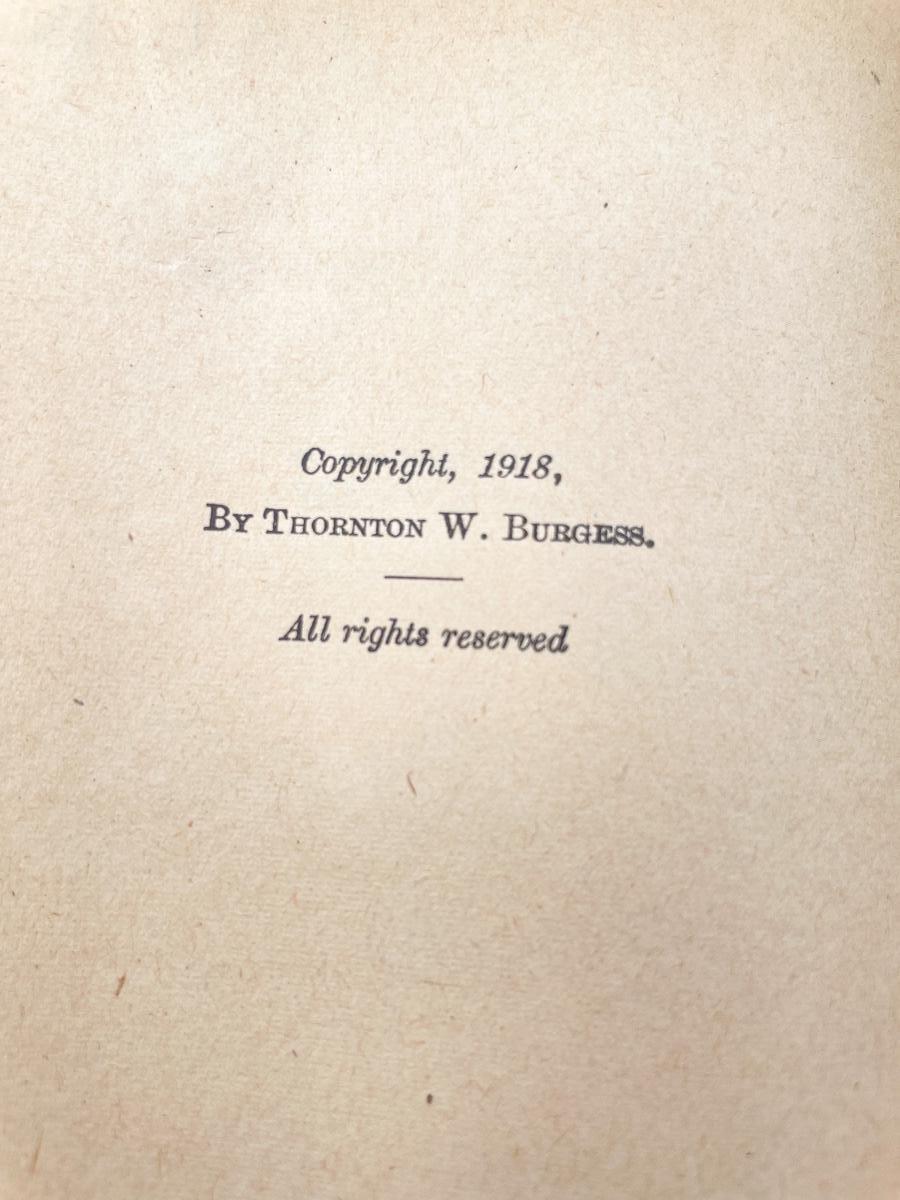 Copyright, 1918,
By Thornton W. Burgess.
All rights reserved